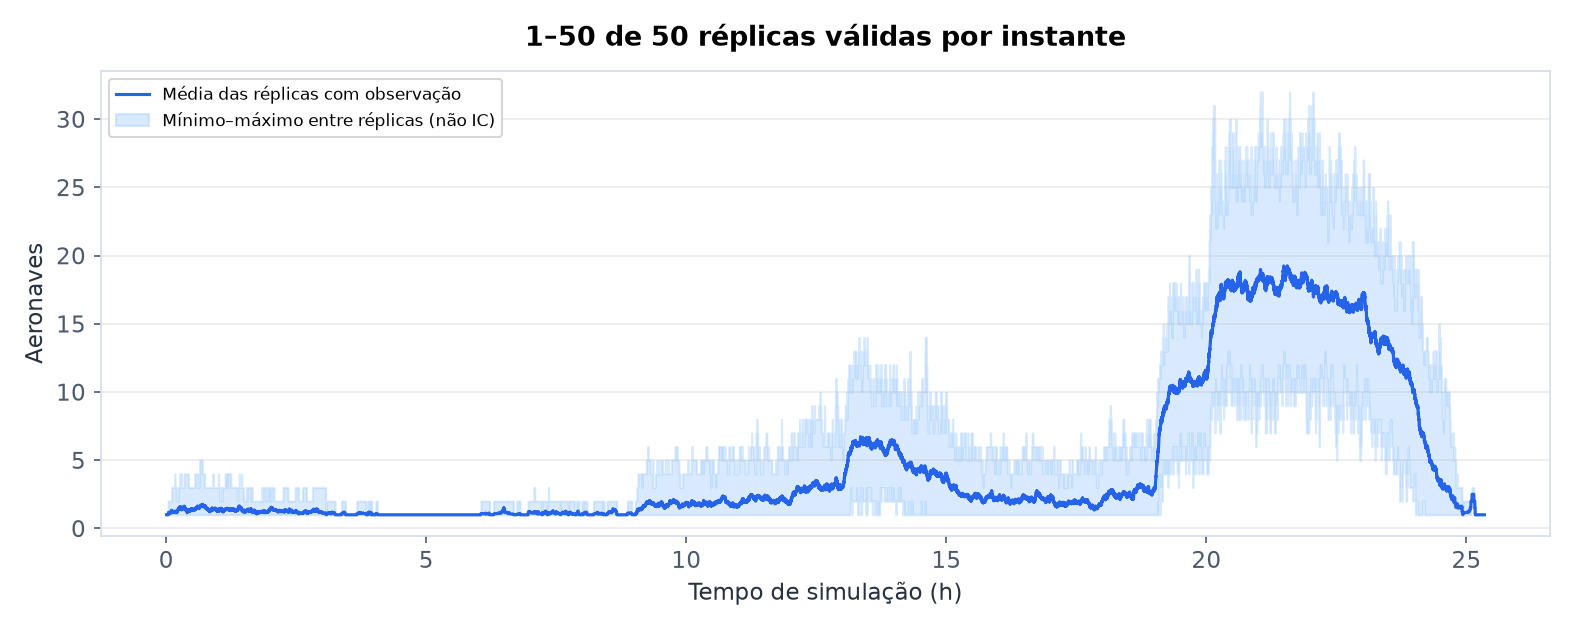 1–50 de 50 réplicas válidas por instante
Média das réplicas com observação
Mínimo–máximo entre réplicas (não IC)
Aeronaves
30
25
20
15
10
5
0
0 5 10 15 20 25
Tempo de simulação (h)